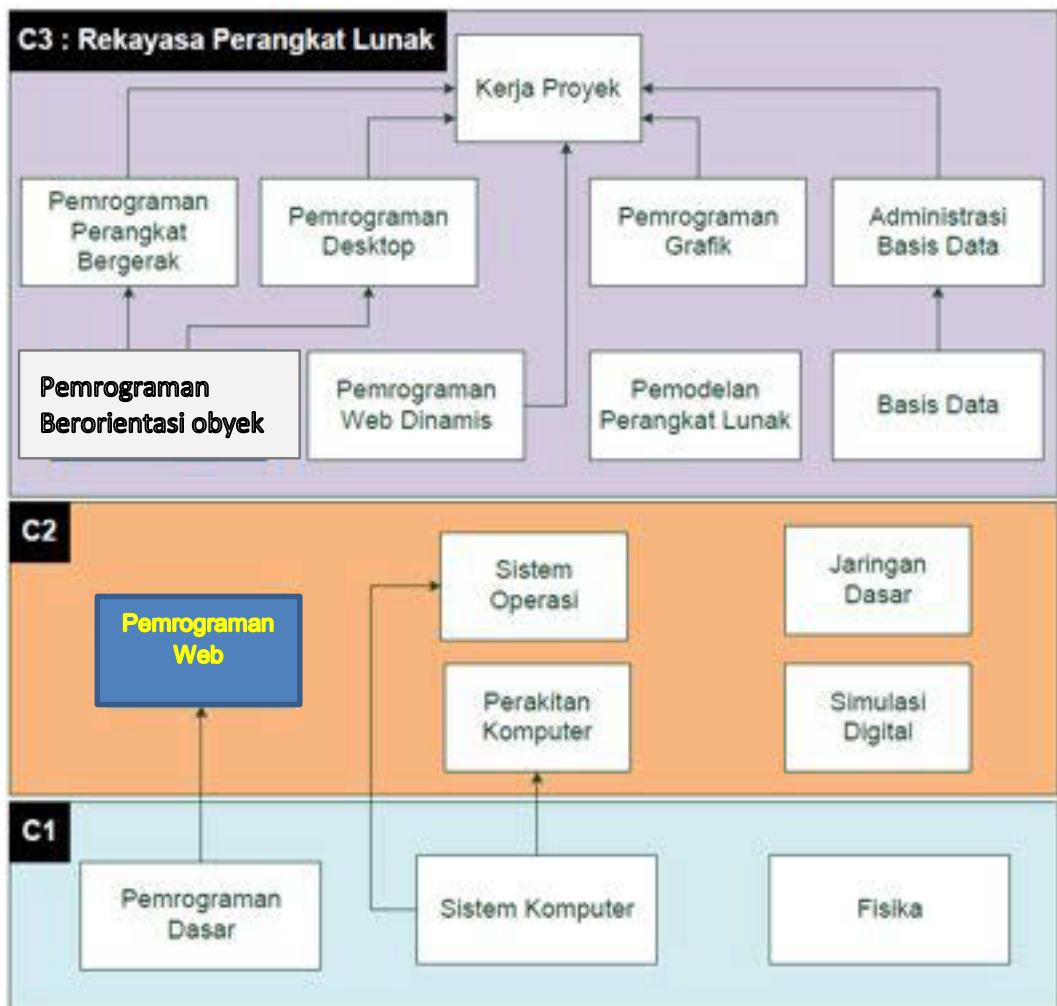 C3 : Rekayasa Perangkat Lunak
Kerja Proyek
Pemrograman
Perangkat
Bergerak
Pemrograman
Desktop
Pemrograman
Grafik
Administrasi
Basis Data
Pemrograman
Berorientasi obyek
Pemrograman
Web Dinamis
Pemodelan
Perangkat Lunak
Basis Data
C2
Pemrograman
Web
Sistem
Operasi
Jaringan
Dasar
Perakitan
Komputer
Simulasi
Digital
C1
Pemrograman
Dasar
Sistem Komputer
Fisika